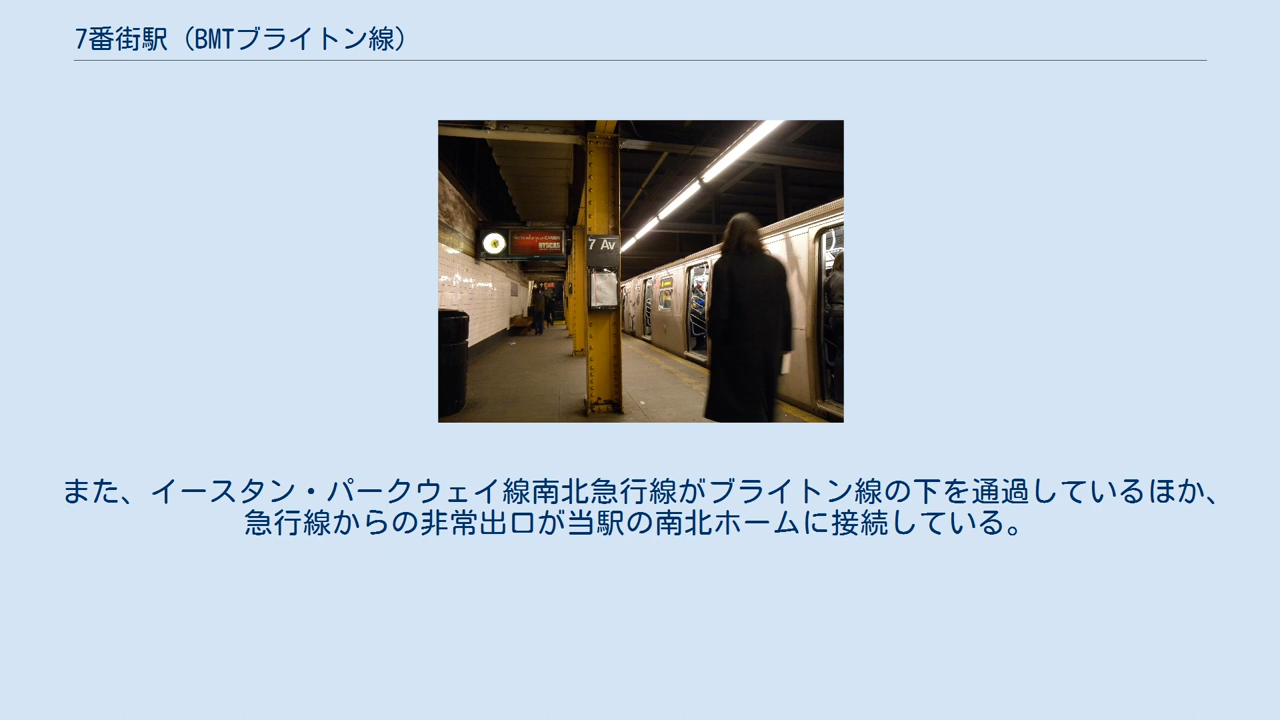 7番街駅（BMTブライトン線）
7 Av
また、イースタン・パークウェイ線南北急行線がブライトン線の下を通過しているほか、
急行線からの非常出口が当駅の南北ホームに接続している。